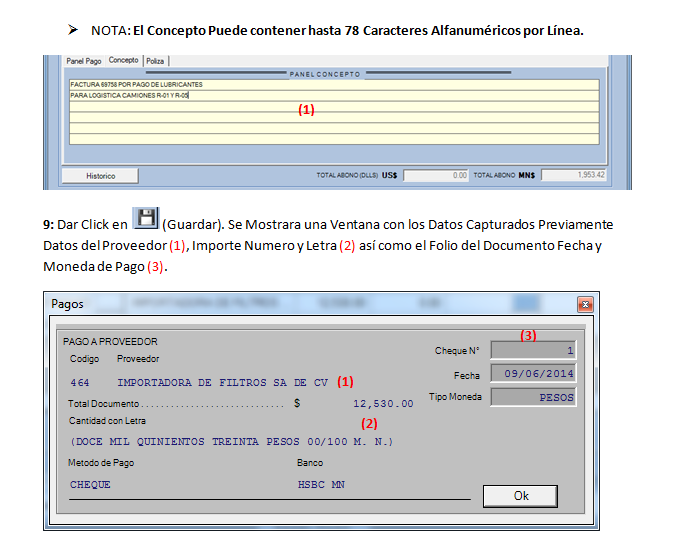 ➤ NOTA: El Concepto Puede contener hasta 78 Caracteres Alfanuméricos por Línea.
Panel Pago Concepto Poliza
PANEL CONCEPTO
FACTURA 69758 POR PAGO DE LUBRICANTES
PARA LOGISTICA CAMIONES R-01 Y R-05
(1)
Historico TOTAL ABONO (DLLS) US$ 0.00 TOTAL ABONO MN$ 1,953.42
9: Dar Click en (Guardar). Se Mostrara una Ventana con los Datos Capturados Previamente
Datos del Proveedor (1), Importe Numero y Letra (2) así como el Folio del Documento Fecha y
Moneda de Pago (3).
Pagos
(3)
PAGO A PROVEEDOR
Cheque N° 1
Codigo Proveedor
Fecha 09/06/2014
464 IMPORTADORA DE FILTROS SA DE CV (1)
Tipo Moneda PESOS
Total Documento............................. $ 12,530.00
Cantidad con Letra (2)
(DOCE MIL QUINIENTOS TREINTA PESOS 00/100 M. N.)
Metodo de Pago Banco
CHEQUE HSBC MN
Ok